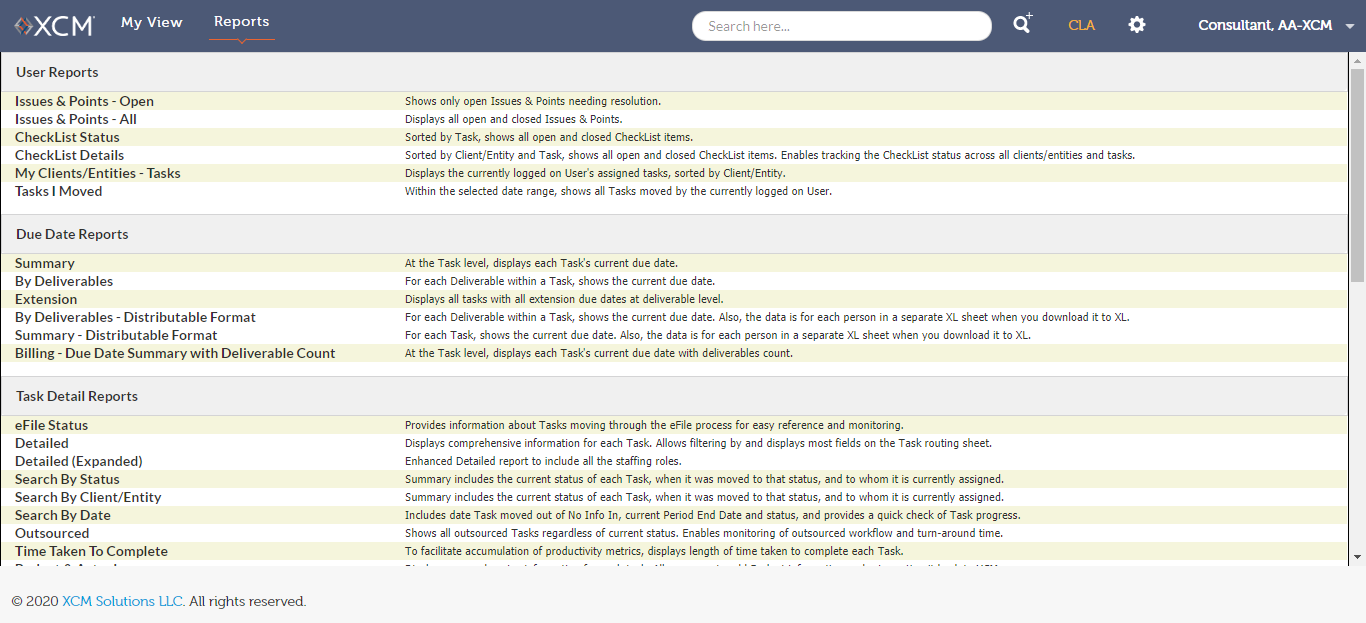 XCM My View Reports Search here... CLA Consultant, AA-XCM
User Reports
Issues & Points - Open Shows only open Issues & Points needing resolution.
Issues & Points - All Displays all open and closed Issues & Points.
CheckList Status Sorted by Task, shows all open and closed CheckList items.
CheckList Details Sorted by Client/Entity and Task, shows all open and closed CheckList items. Enables tracking the CheckList status across all clients/entities and tasks.
My Clients/Entities - Tasks Displays the currently logged on User's assigned tasks, sorted by Client/Entity.
Tasks I Moved Within the selected date range, shows all Tasks moved by the currently logged on User.
Due Date Reports
Summary At the Task level, displays each Task's current due date.
By Deliverables For each Deliverable within a Task, shows the current due date.
Extension Displays all tasks with all extension due dates at deliverable level.
By Deliverables - Distributable Format For each Deliverable within a Task, shows the current due date. Also, the data is for each person in a separate XL sheet when you download it to XL.
Summary - Distributable Format For each Task, shows the current due date. Also, the data is for each person in a separate XL sheet when you download it to XL.
Billing - Due Date Summary with Deliverable Count At the Task level, displays each Task's current due date with deliverables count.
Task Detail Reports
eFile Status Provides information about Tasks moving through the eFile process for easy reference and monitoring.
Detailed Displays comprehensive information for each Task. Allows filtering by and displays most fields on the Task routing sheet.
Detailed (Expanded) Enhanced Detailed report to include all the staffing roles.
Search By Status Summary includes the current status of each Task, when it was moved to that status, and to whom it is currently assigned.
Search By Client/Entity Summary includes the current status of each Task, when it was moved to that status, and to whom it is currently assigned.
Search By Date Includes date Task moved out of No Info In, current Period End Date and status, and provides a quick check of Task progress.
Outsourced Shows all outsourced Tasks regardless of current status. Enables monitoring of outsourced workflow and turn-around time.
Time Taken To Complete To facilitate accumulation of productivity metrics, displays length of time taken to complete each Task.
© 2020 XCM Solutions LLC. All rights reserved.